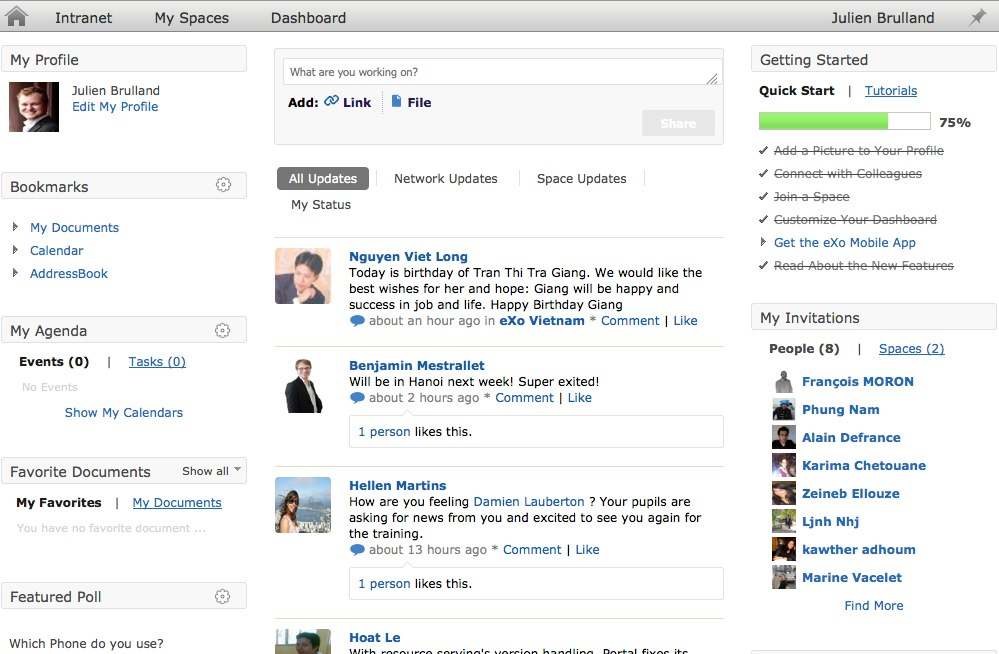 Intranet
My Spaces
Dashboard
Julien Brulland
My Profile
Julien Brulland
Edit My Profile
Bookmarks
My Documents
Calendar
AddressBook
My Agenda
Events (0) | Tasks (0)
No Events
Show My Calendars
Favorite Documents Show all
My Favorites | My Documents
You have no favorite document ...
Featured Poll
Which Phone do you use?
What are you working on?
Add: Link File
Share
All Updates
Network Updates
Space Updates
My Status
Nguyen Viet Long
Today is birthday of Tran Thi Tra Giang. We would like the
best wishes for her and hope: Giang will be happy and
success in job and life. Happy Birthday Giang
about an hour ago in eXo Vietnam * Comment | Like
Benjamin Mestrallet
Will be in Hanoi next week! Super exited!
about 2 hours ago * Comment | Like
1 person likes this.
Hellen Martins
How are you feeling Damien Lauberton ? Your pupils are
asking for news from you and excited to see you again for
the training.
about 13 hours ago * Comment | Like
1 person likes this.
Hoat Le
With resource serving's version handling, Portal fixes its
Getting Started
Quick Start | Tutorials
75%
Add a Picture to Your Profile
Connect with Colleagues
Join a Space
Customize Your Dashboard
Get the eXo Mobile App
Read About the New Features
My Invitations
People (8) | Spaces (2)
François MORON
Phung Nam
Alain Defrance
Karima Chetouane
Zeineb Ellouze
Ljnh Nhj
kawther adhoum
Marine Vacelet
Find More